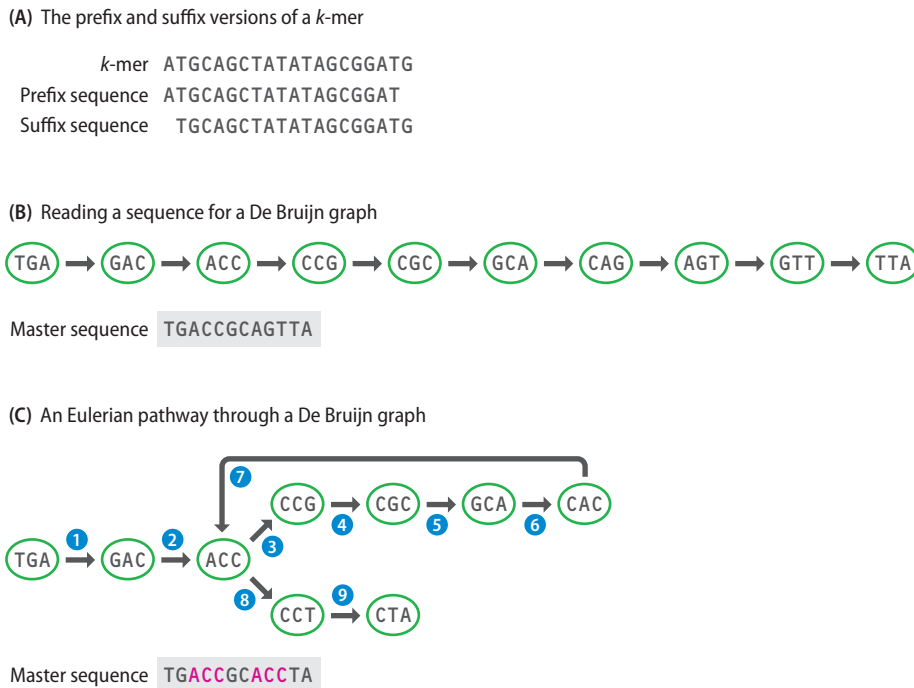 (A) The prefix and suffix versions of a k-mer
k-mer ATGCAGCTATATAGCGGATG
Prefix sequence ATGCAGCTATATAGCGGAT
Suffix sequence TGCAGCTATATAGCGGATG
(B) Reading a sequence for a De Bruijn graph
TGA GAC ACC CCG CGC GCA CAG AGT GTT TTA
Master sequence TGACCGCAGTTA
(C) An Eulerian pathway through a De Bruijn graph
7
CCG CGC GCA CAC
3 4 5 6
1 2
TGA GAC ACC
8 9
CCT CTA
Master sequence TGACCGCACCTA